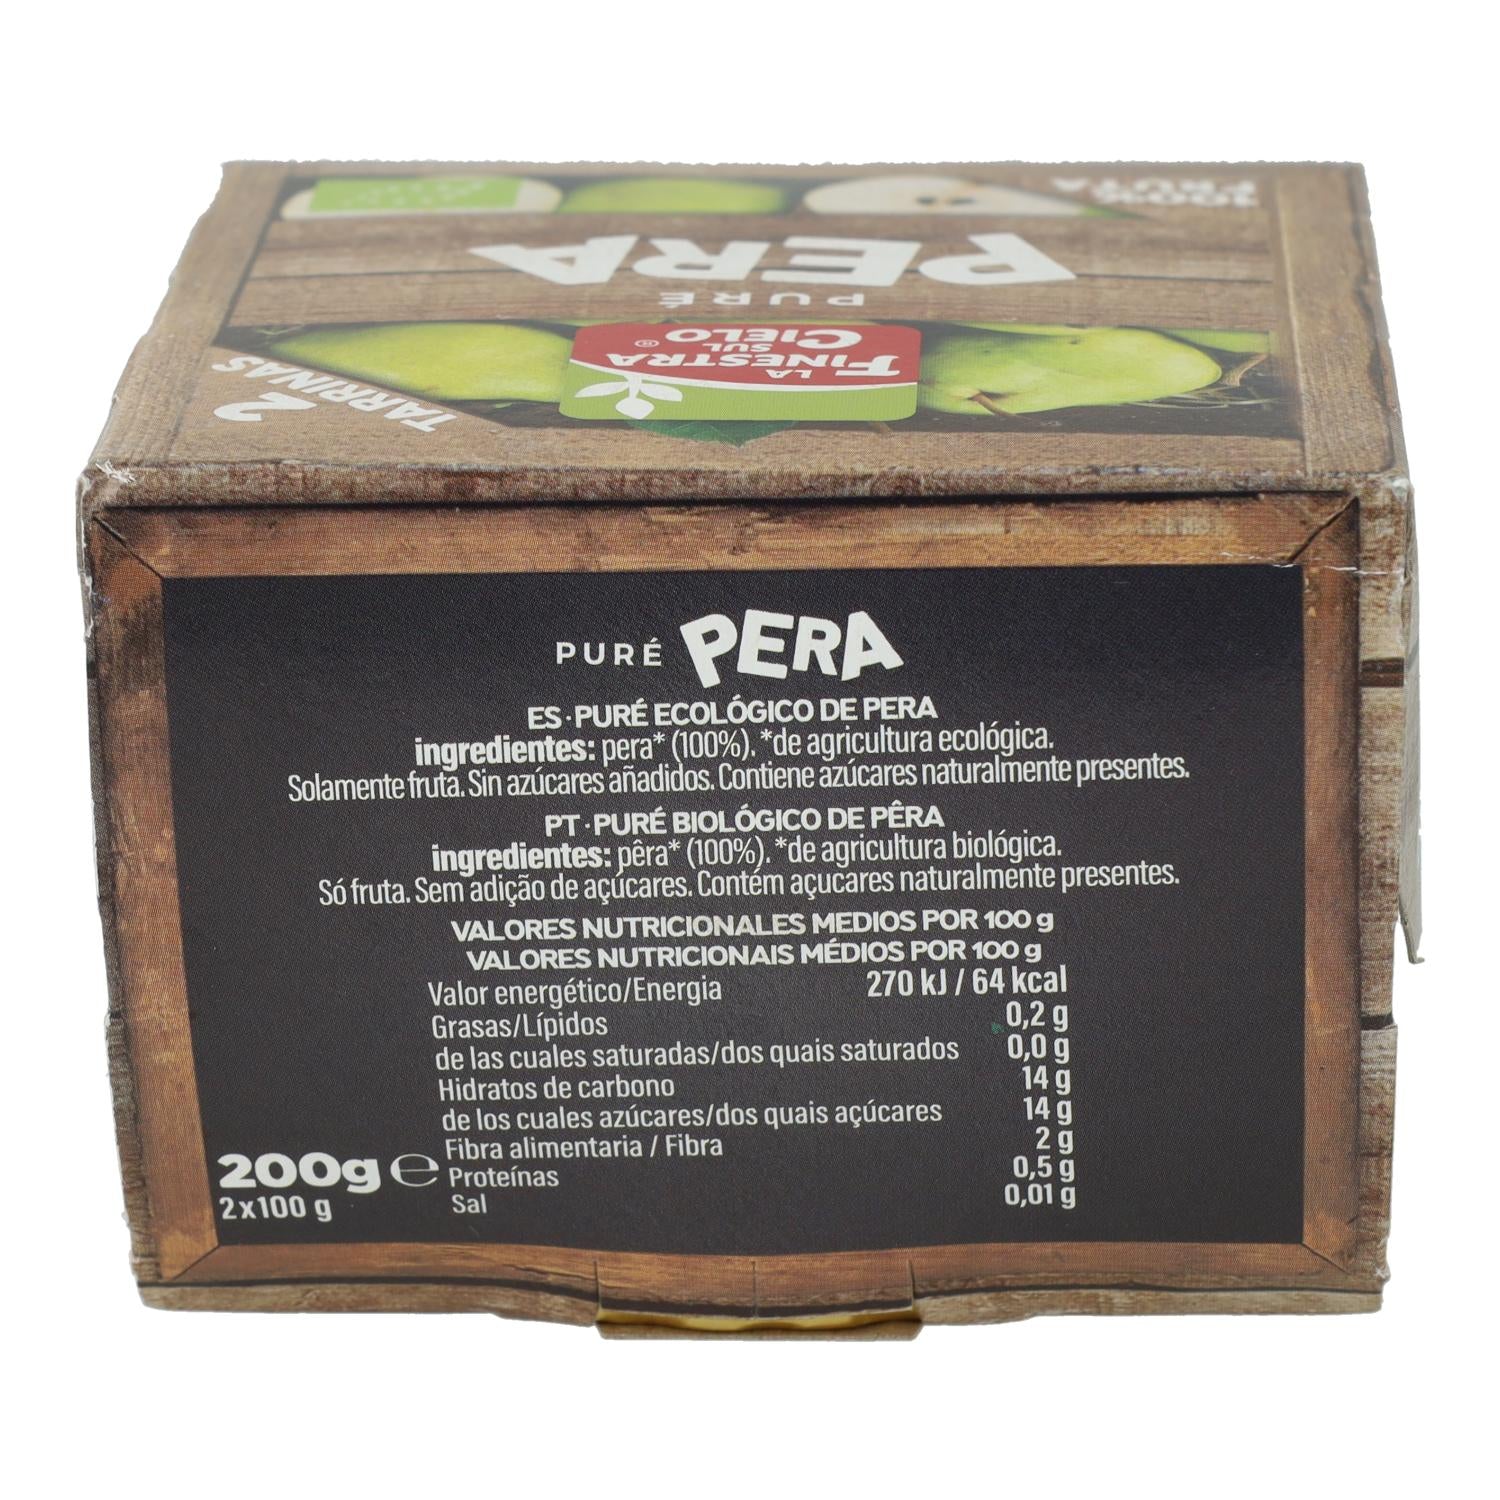 100%
FRUTA
PERA
PURÉ
LA
FINESTRA
SUL
CIELO®
2
TARRINAS
PURÉ PERA
ES·PURÉ ECOLÓGICO DE PERA
ingredientes: pera* (100%). *de agricultura ecológica.
Solamente fruta. Sin azúcares añadidos. Contiene azúcares naturalmente presentes.
PT·PURÉ BIOLÓGICO DE PÊRA
ingredientes: pêra* (100%). *de agricultura biológica.
Só fruta. Sem adição de açúcares. Contém açucares naturalmente presentes.
VALORES NUTRICIONALES MEDIOS POR 100 g
VALORES NUTRICIONAIS MÉDIOS POR 100 g
Valor energético/Energia 270 kJ / 64 kcal
Grasas/Lípidos 0,2 g
de las cuales saturadas/dos quais saturados 0,0 g
Hidratos de carbono 14 g
de los cuales azúcares/dos quais açúcares 14 g
Fibra alimentaria / Fibra 2 g
Proteínas 0,5 g
Sal 0,01 g
200g ℮
2x100 g